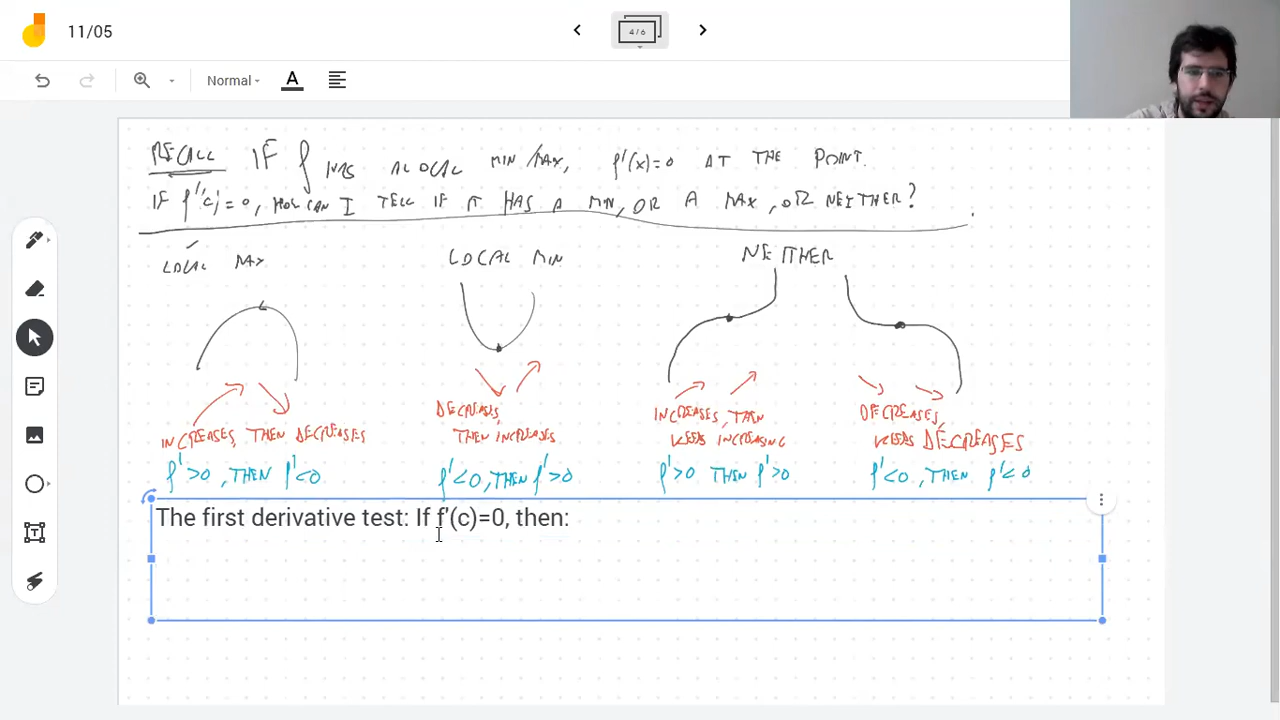 11/05
4 / 6
Normal
RECALL IF f HAS A LOCAL MIN/MAX, f'(x)=0 AT THE POINT.
IF f'(c)=0, HOW CAN I TELL IF IT HAS A MIN, OR A MAX, OR NEITHER?
LOCAL MAX LOCAL MIN NEITHER
INCREASES, THEN DECREASES
DECREASES,
THEN INCREASES
INCREASES, THEN
KEEPS INCREASING
DECREASES,
KEEPS DECREASES
f'>0, THEN f'<0 f'<0, THEN f'>0 f'>0 THEN f'>0 f'<0, THEN f'<0
The first derivative test: If f'(c)=0, then: